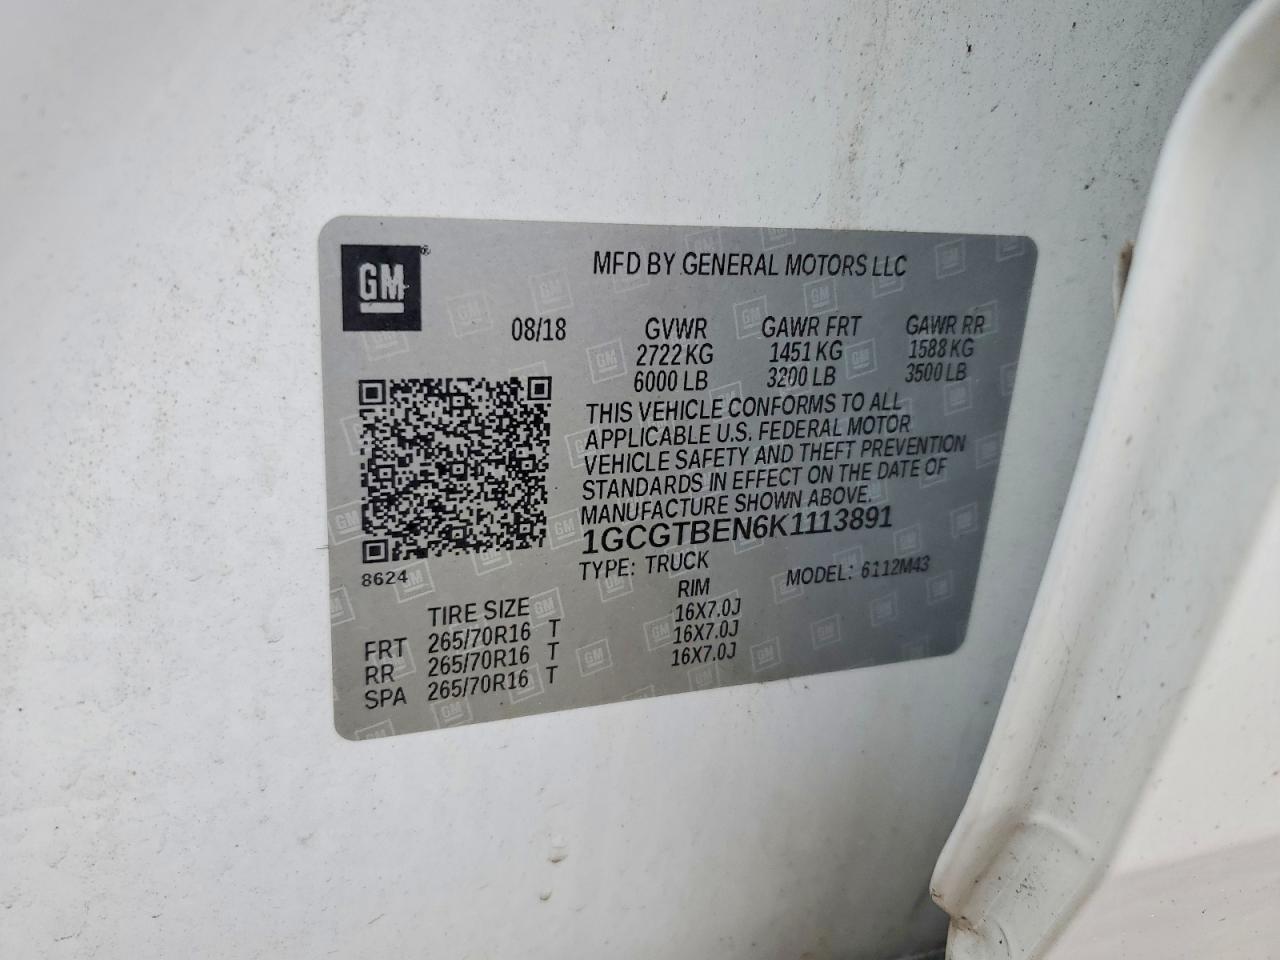 GM®
MFD BY GENERAL MOTORS LLC
08/18 GVWR GAWR FRT GAWR RR
2722 KG 1451 KG 1588 KG
6000 LB 3200 LB 3500 LB
THIS VEHICLE CONFORMS TO ALL
APPLICABLE U.S. FEDERAL MOTOR
VEHICLE SAFETY AND THEFT PREVENTION
STANDARDS IN EFFECT ON THE DATE OF
MANUFACTURE SHOWN ABOVE.
1GCGTBEN6K1113891
8624
TYPE: TRUCK MODEL: 6112M43
TIRE SIZE RIM
FRT 265/70R16 T 16X7.0J
RR 265/70R16 T 16X7.0J
SPA 265/70R16 T 16X7.0J